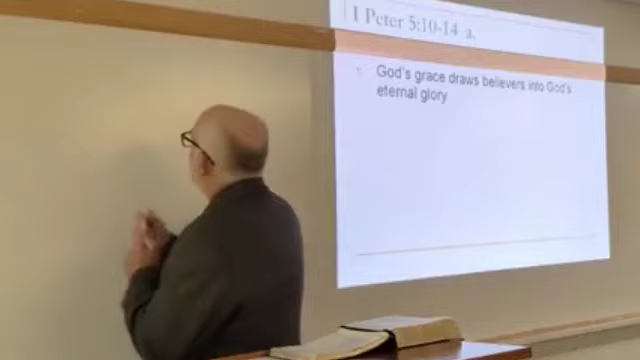 I Peter 5:10-14 a.
God's grace draws believers into God's
eternal glory